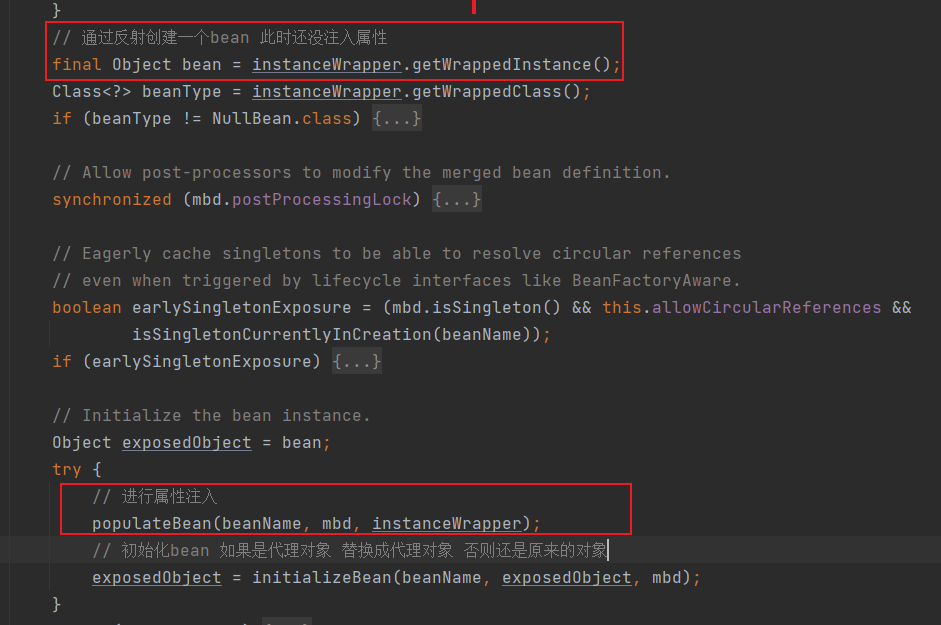 }
// 通过反射创建一个bean 此时还没注入属性
final Object bean = instanceWrapper.getWrappedInstance();
Class<?> beanType = instanceWrapper.getWrappedClass();
if (beanType != NullBean.class) {...}
// Allow post-processors to modify the merged bean definition.
synchronized (mbd.postProcessingLock) {...}
// Eagerly cache singletons to be able to resolve circular references
// even when triggered by lifecycle interfaces like BeanFactoryAware.
boolean earlySingletonExposure = (mbd.isSingleton() && this.allowCircularReferences &&
isSingletonCurrentlyInCreation(beanName));
if (earlySingletonExposure) {...}
// Initialize the bean instance.
Object exposedObject = bean;
try {
// 进行属性注入
populateBean(beanName, mbd, instanceWrapper);
// 初始化bean 如果是代理对象 替换成代理对象 否则还是原来的对象
exposedObject = initializeBean(beanName, exposedObject, mbd);
}